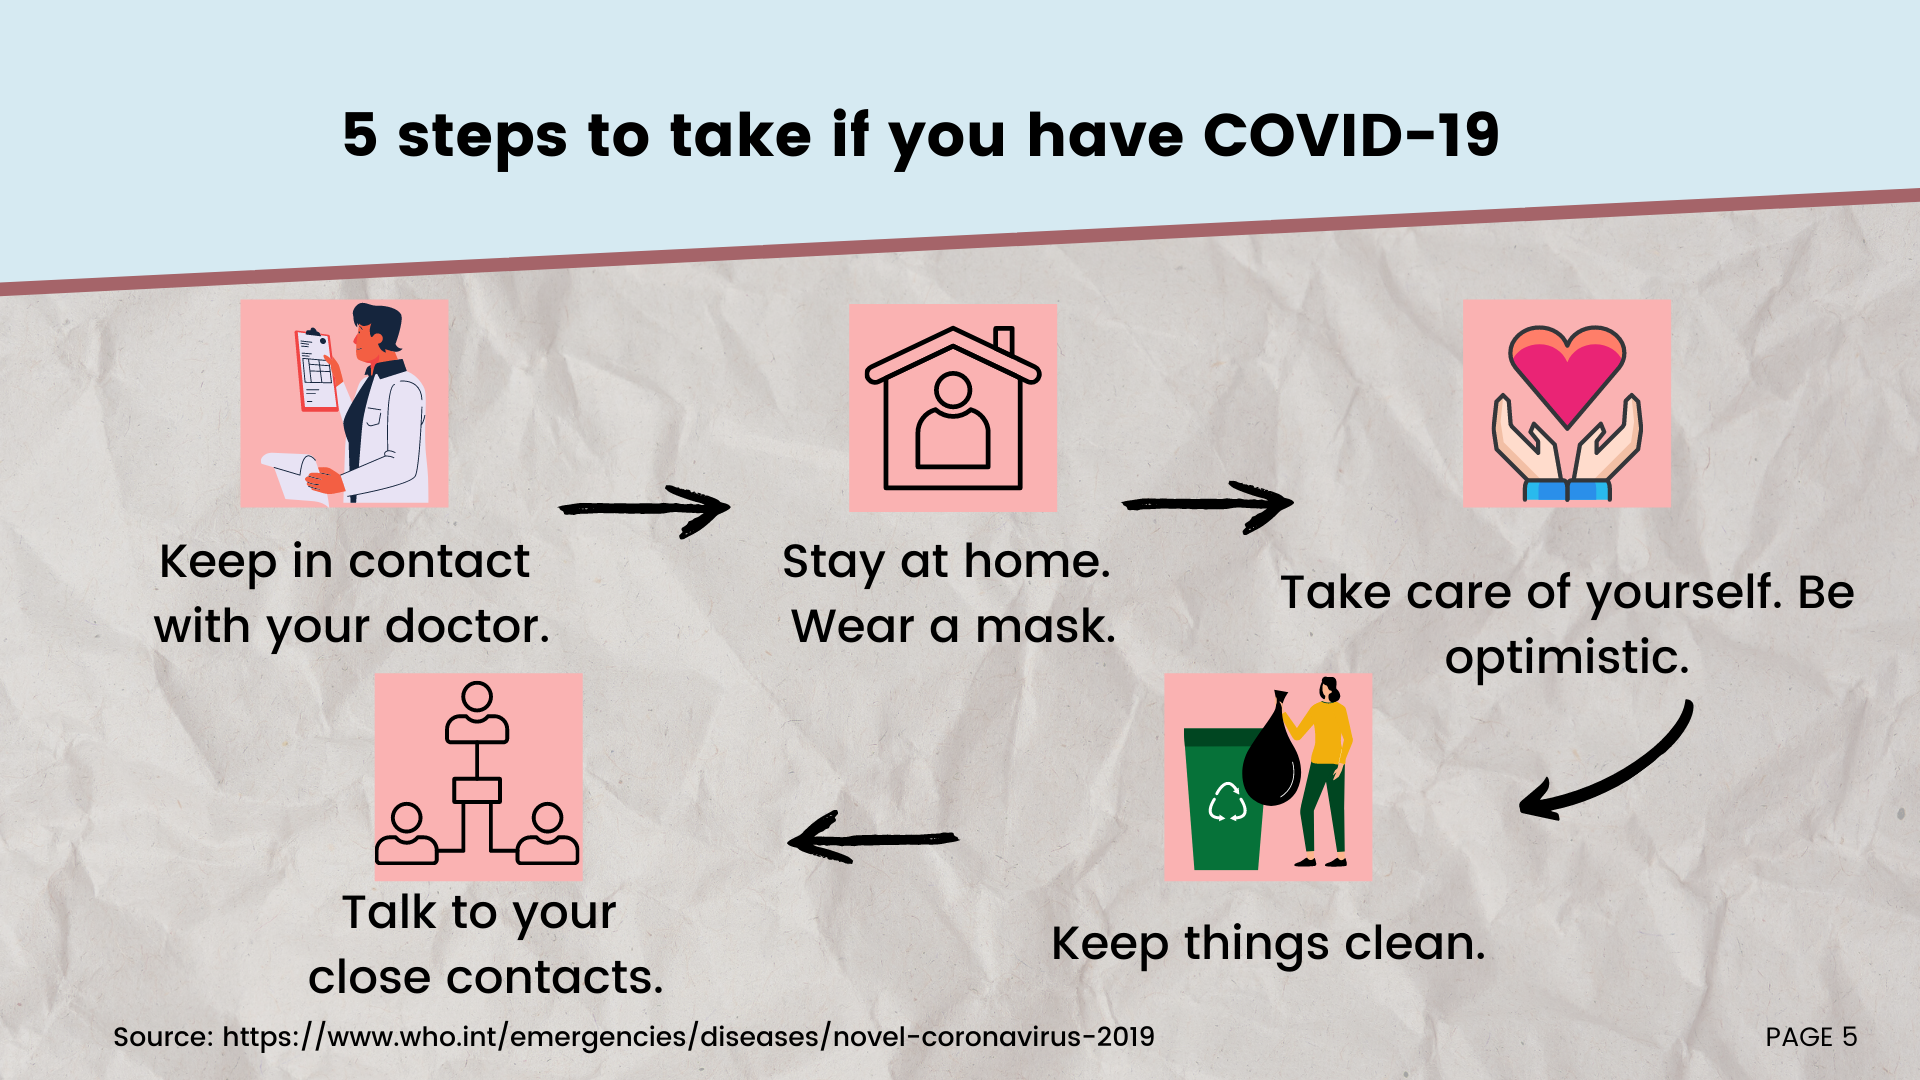 5 steps to take if you have COVID-19
Keep in contact
with your doctor.
Stay at home.
Wear a mask.
Take care of yourself. Be
optimistic.
Keep things clean.
Talk to your
close contacts.
Source: https://www.who.int/emergencies/diseases/novel-coronavirus-2019
PAGE 5